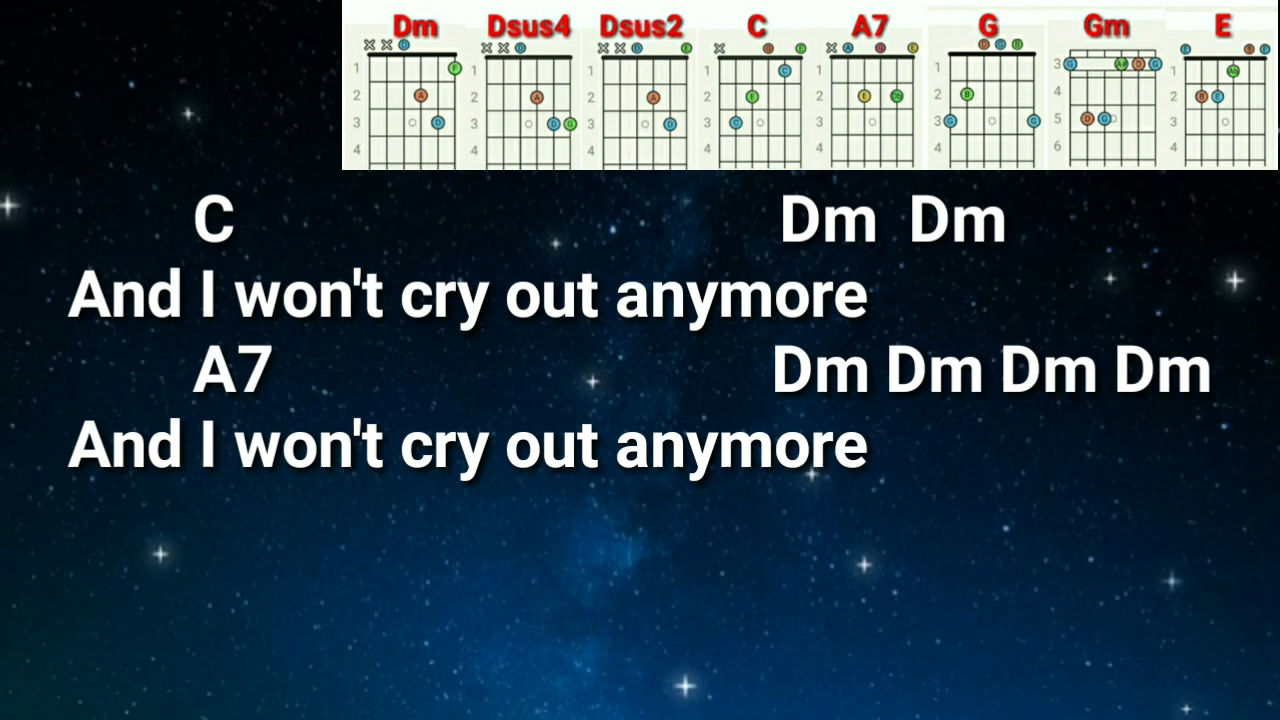 Dm Dsus4 Dsus2 C A7 G Gm E
C Dm Dm
And I won't cry out anymore
A7 Dm Dm Dm Dm
And I won't cry out anymore